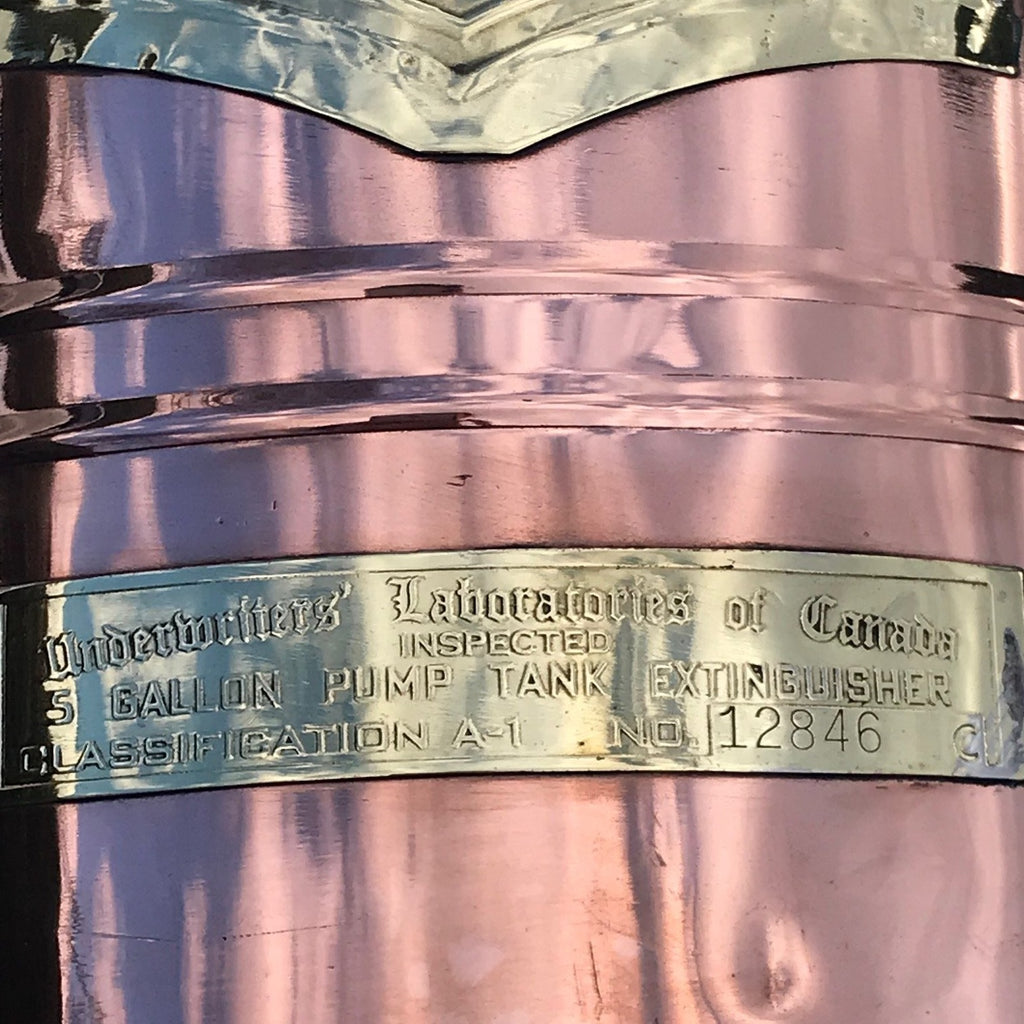 Underwriters' Laboratories of Canada
INSPECTED
5 GALLON PUMP TANK EXTINGUISHER
CLASSIFICATION A-1 NO. 12846